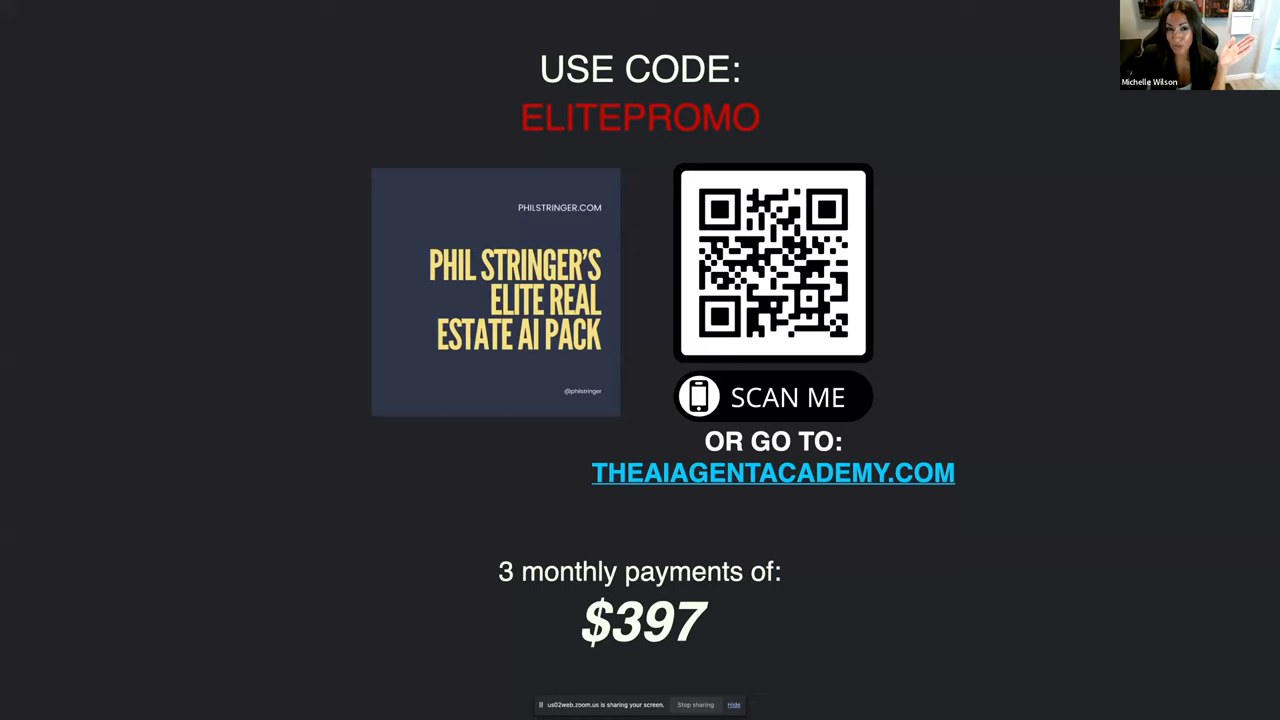 Michelle Wilson
USE CODE:
ELITEPROMO
PHILSTRINGER.COM
PHIL STRINGER'S
ELITE REAL
ESTATE AI PACK
@philstringer
SCAN ME
OR GO TO:
THEAIAGENTACADEMY.COM
3 monthly payments of:
$397
us02web.zoom.us is sharing your screen.
Stop sharing
Hide